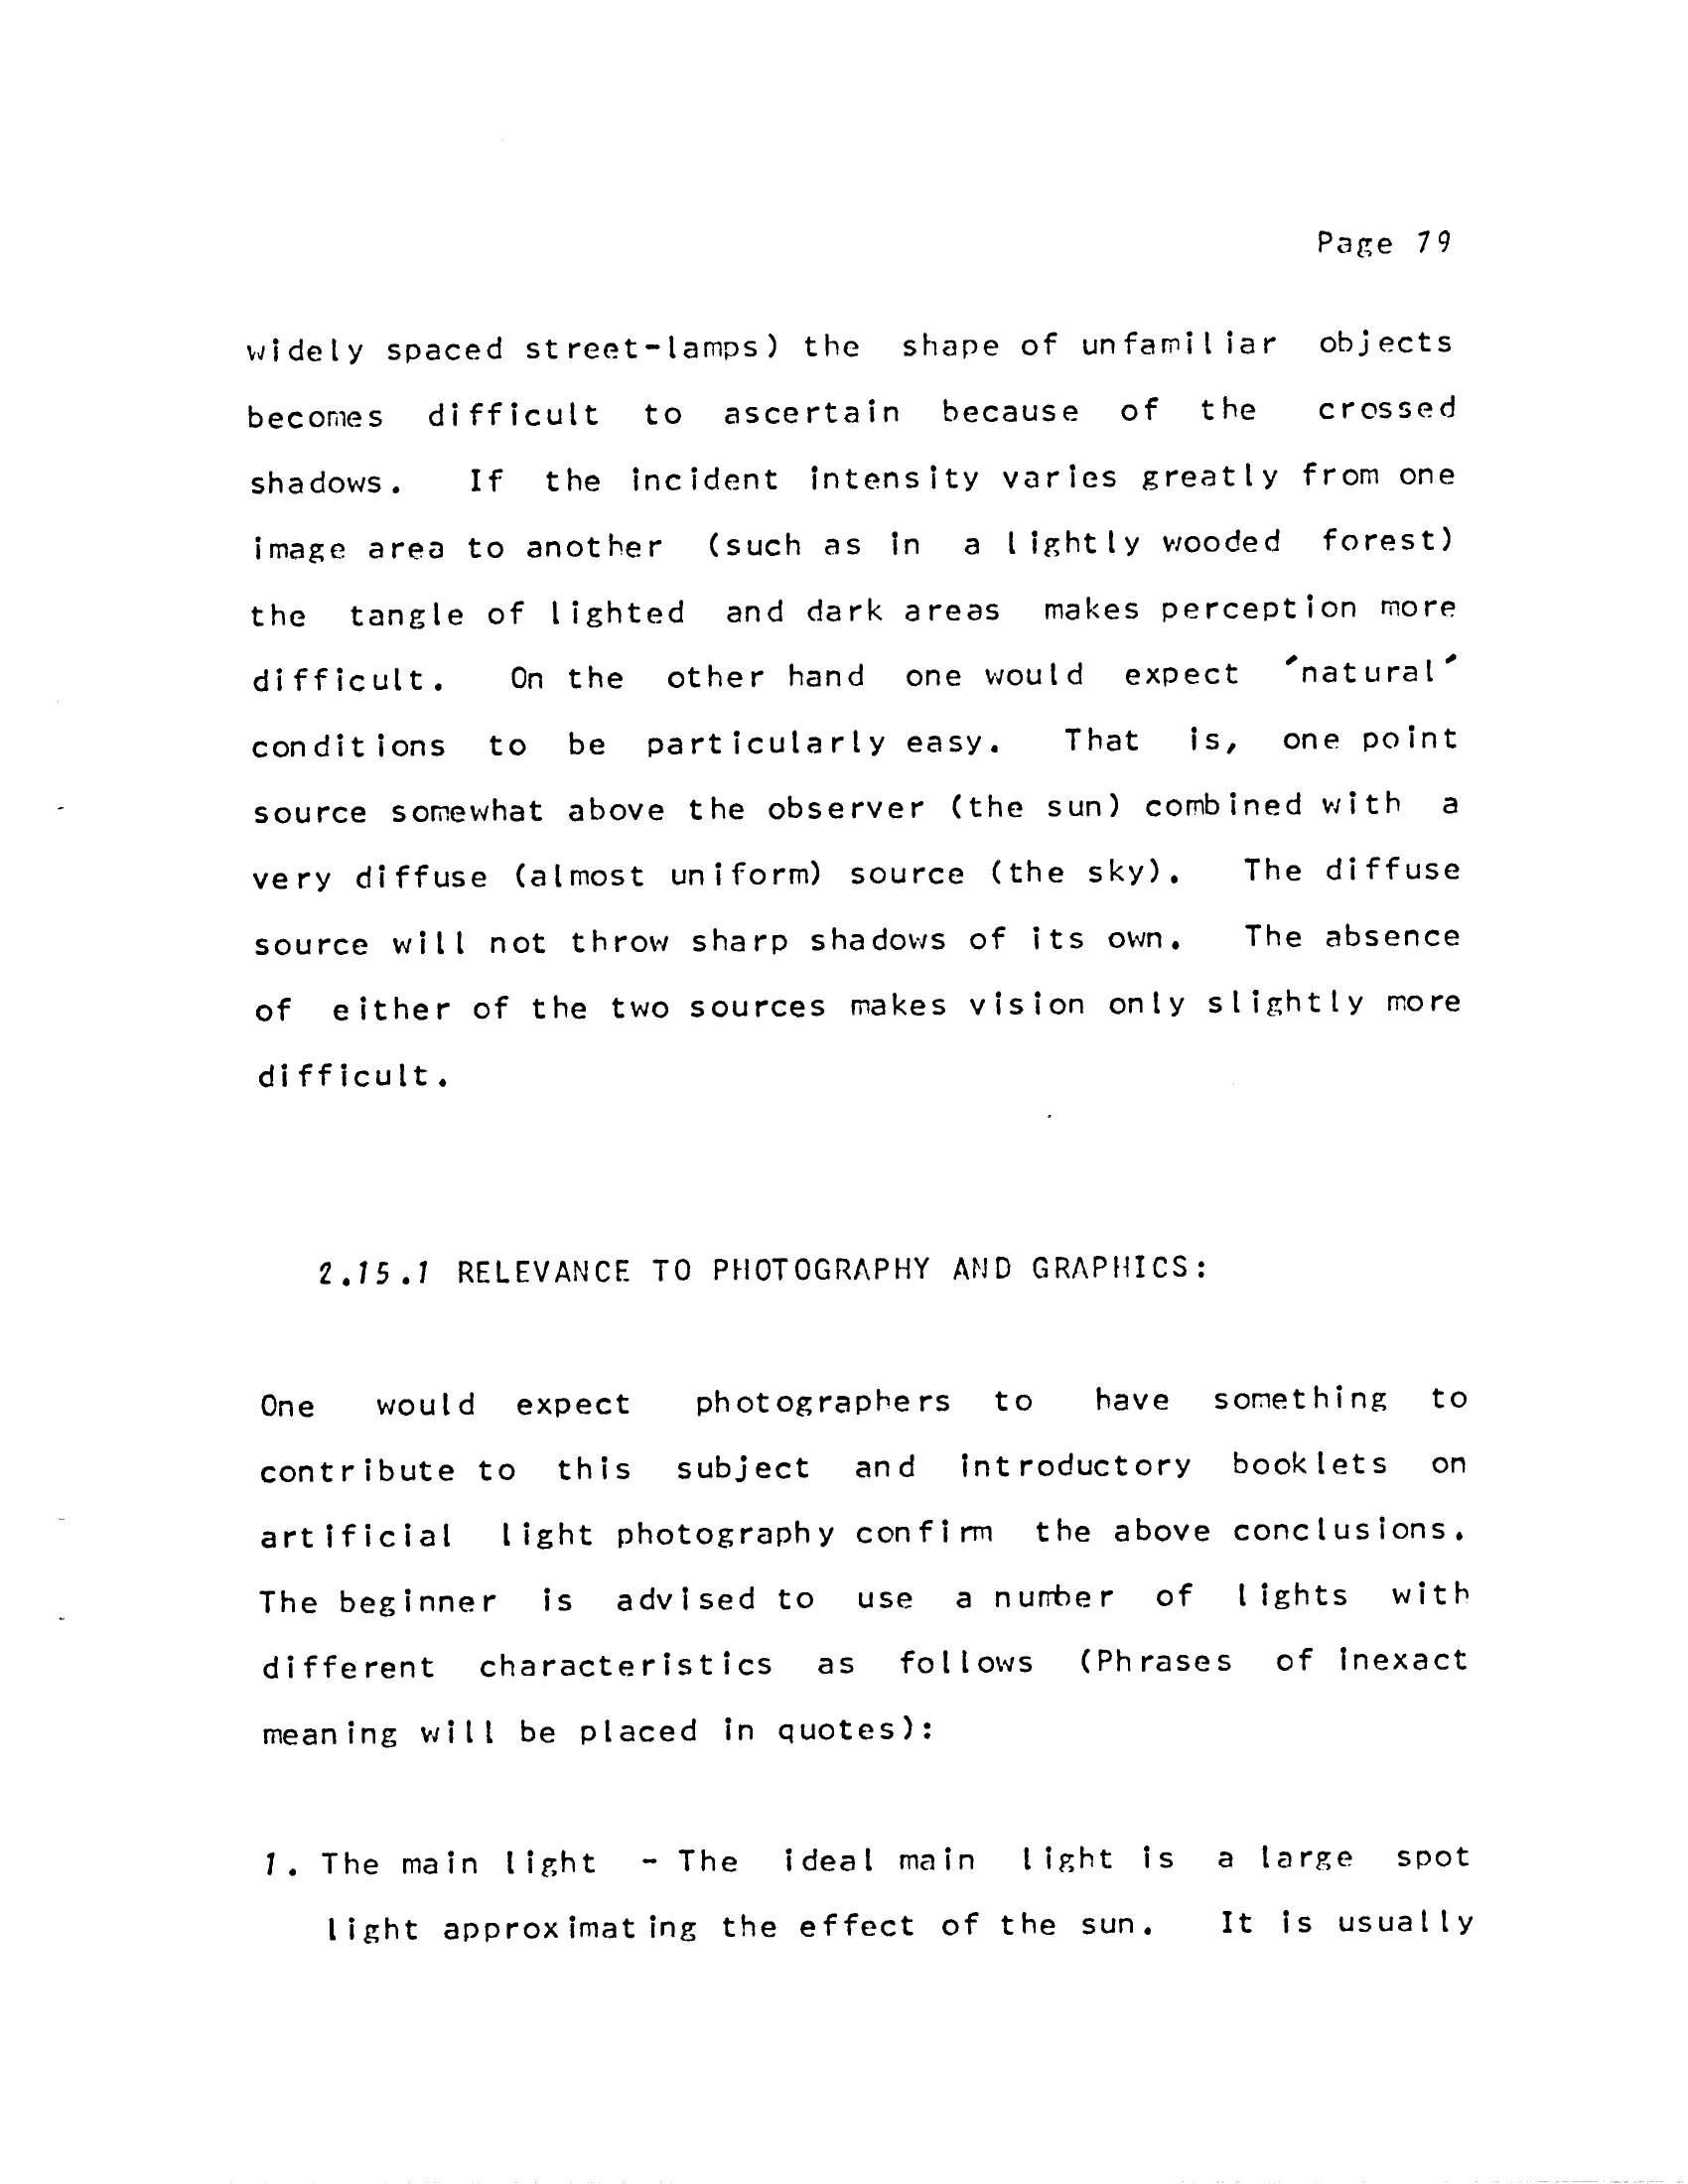 Page 79
widely spaced street-lamps) the shape of unfamiliar objects
becomes difficult to ascertain because of the crossed
shadows. If the incident intensity varies greatly from one
image area to another (such as in a lightly wooded forest)
the tangle of lighted and dark areas makes perception more
difficult. On the other hand one would expect 'natural'
conditions to be particularly easy. That is, one point
source somewhat above the observer (the sun) combined with a
very diffuse (almost uniform) source (the sky). The diffuse
source will not throw sharp shadows of its own. The absence
of either of the two sources makes vision only slightly more
difficult.
2.15.1 RELEVANCE TO PHOTOGRAPHY AND GRAPHICS:
One would expect photographers to have something to
contribute to this subject and introductory booklets on
artificial light photography confirm the above conclusions.
The beginner is advised to use a number of lights with
different characteristics as follows (Phrases of inexact
meaning will be placed in quotes):
1. The main light - The ideal main light is a large spot
light approximating the effect of the sun. It is usually